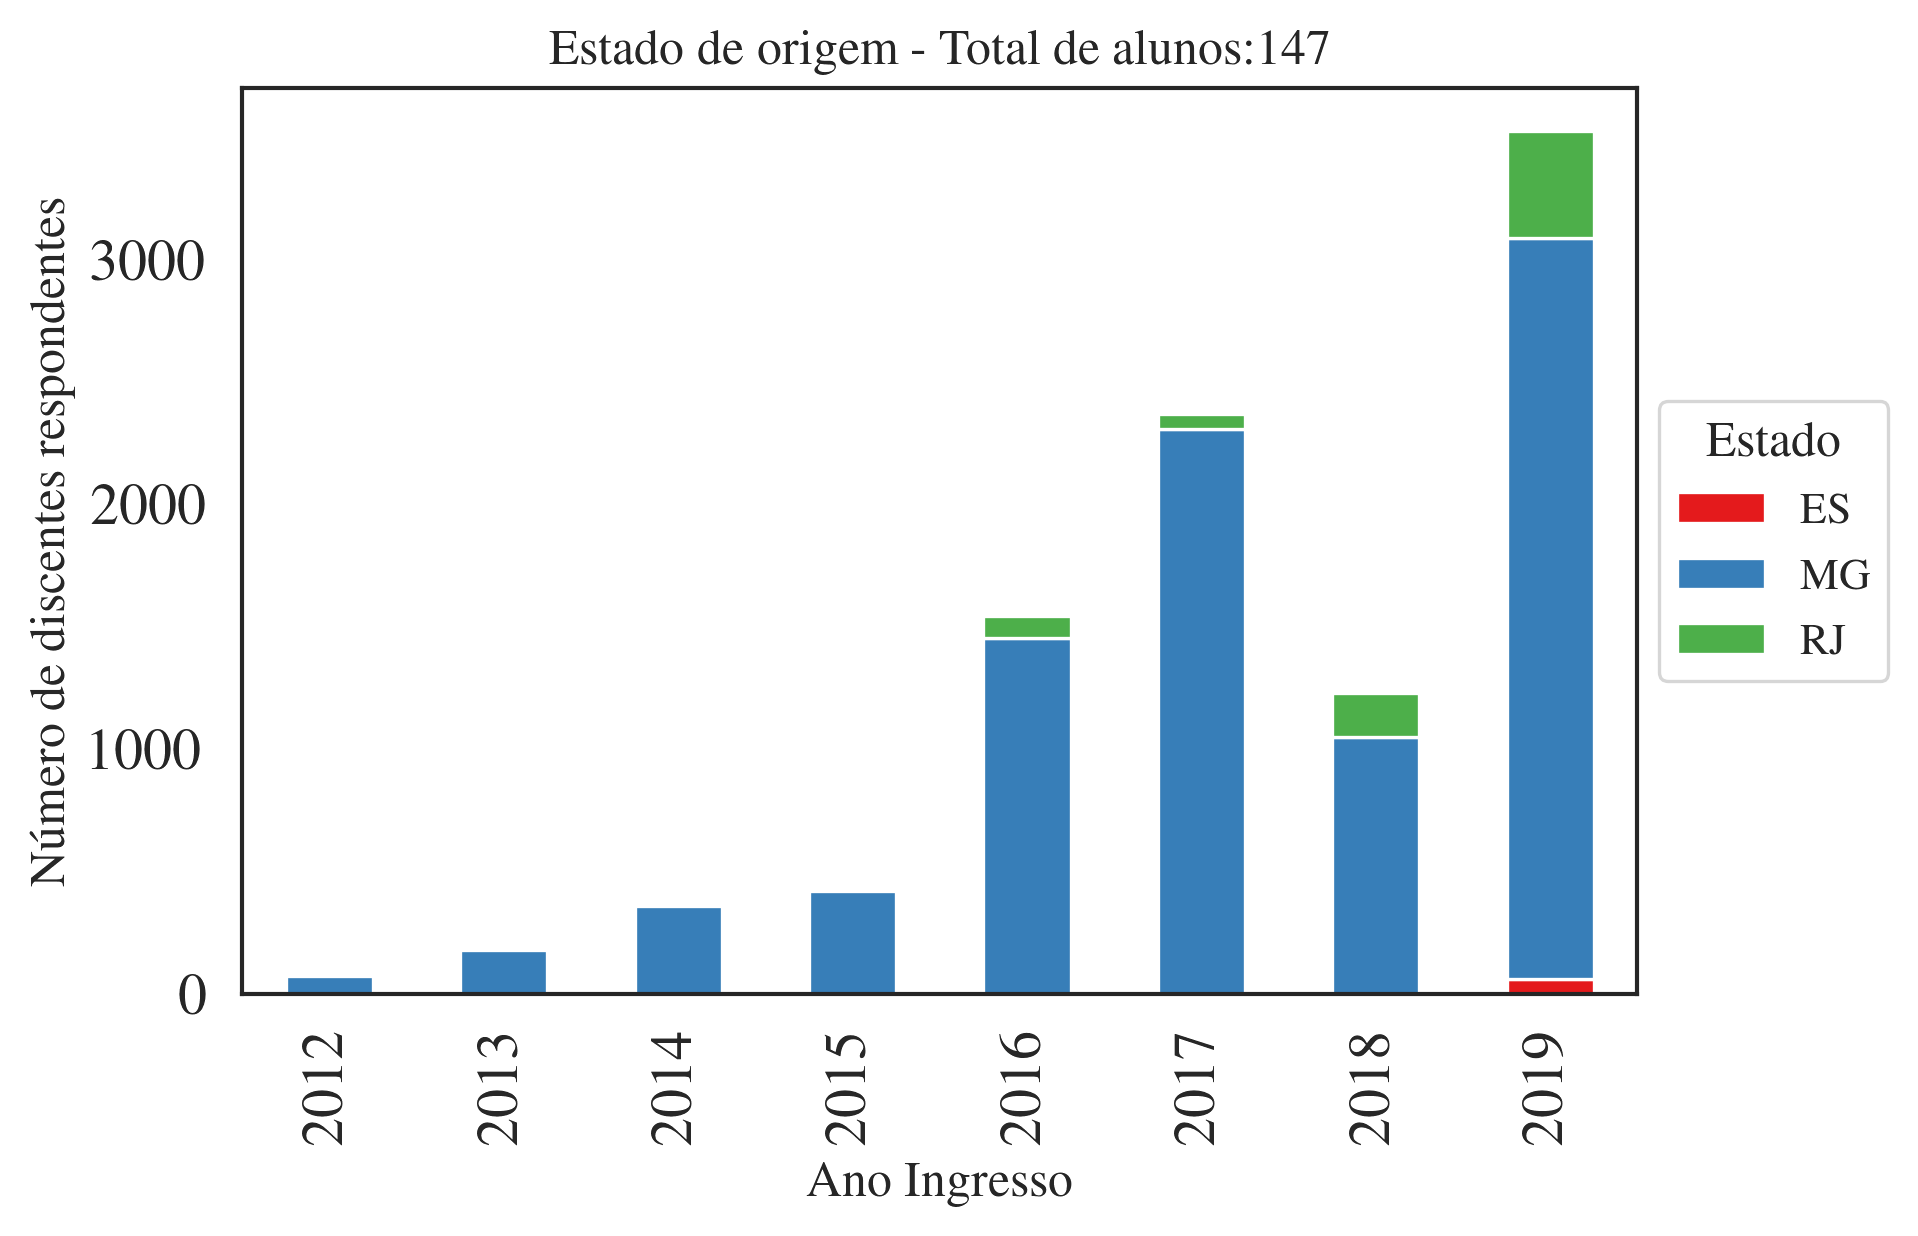 Estado de origem - Total de alunos:147
Número de discentes respondentes
3000
2000
1000
0
2012
2013
2014
2015
2016
2017
2018
2019
Ano Ingresso
Estado
ES
MG
RJ